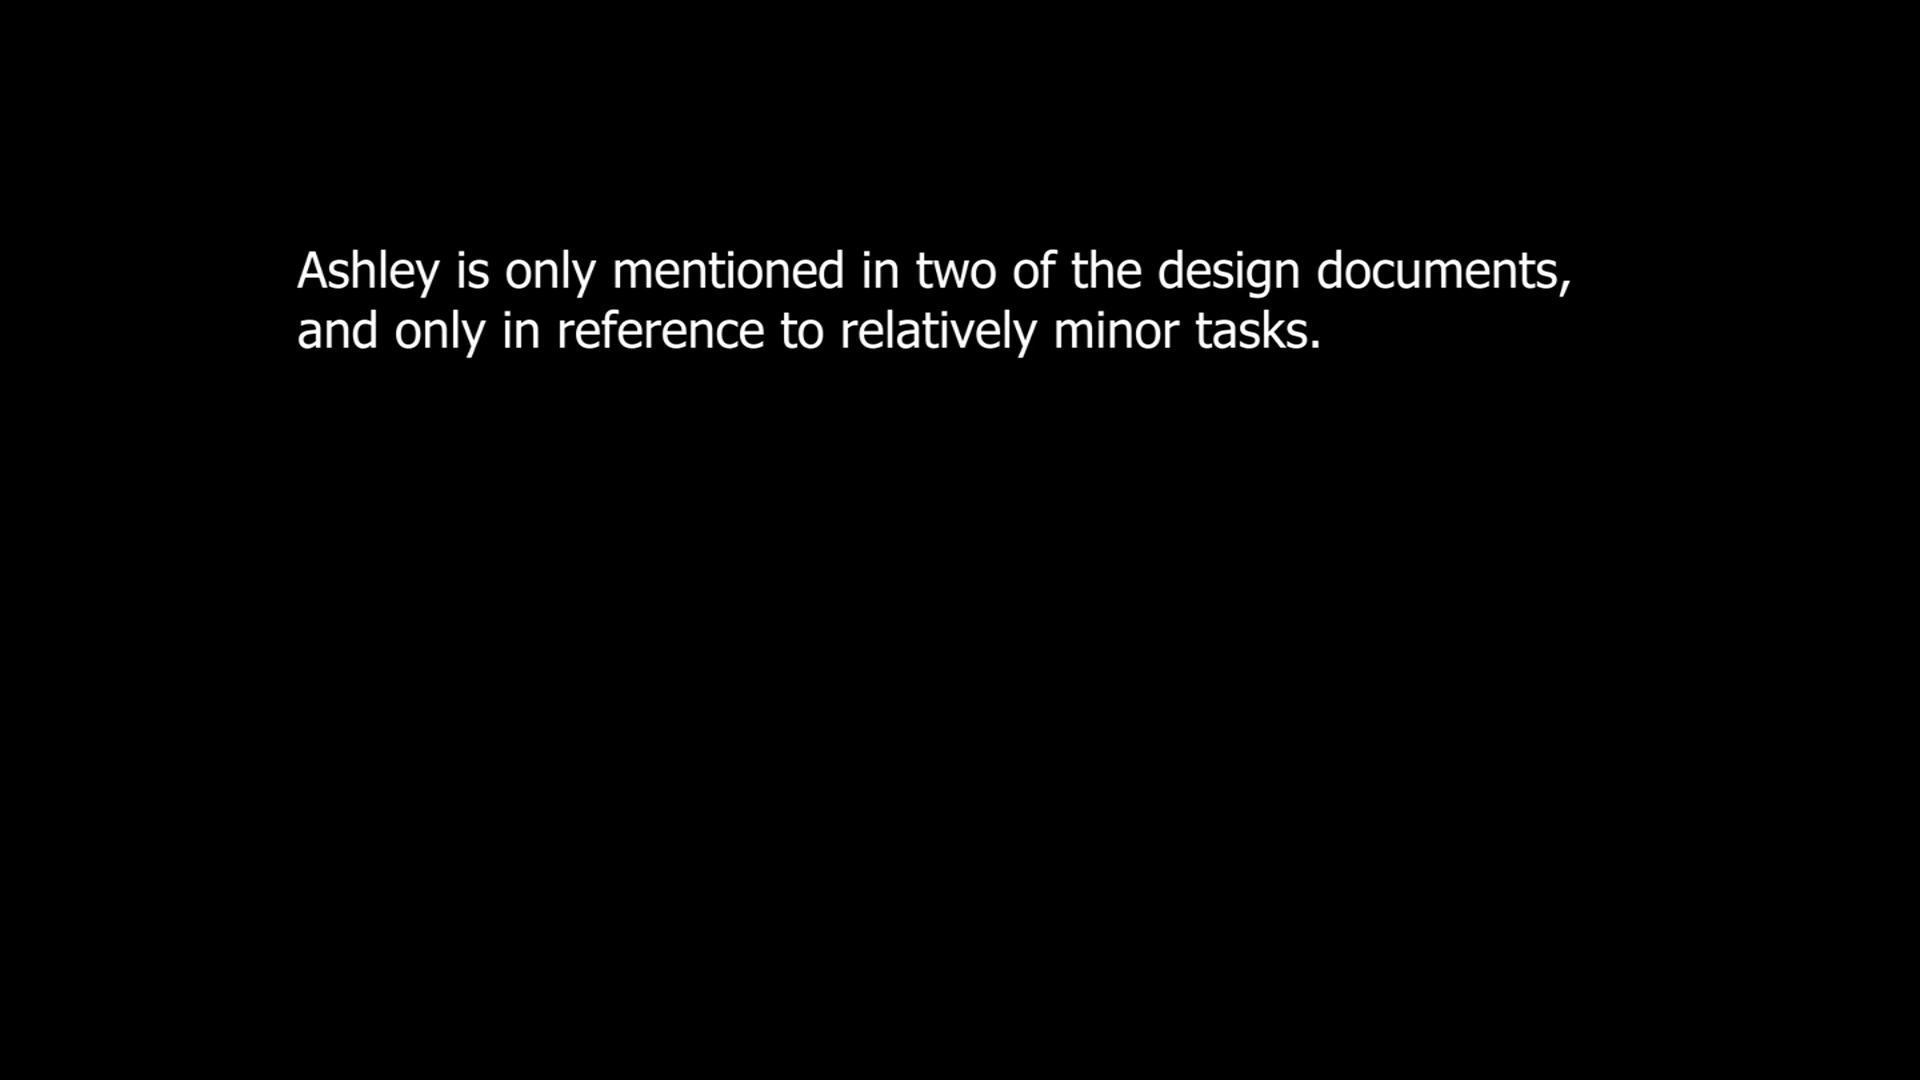 Ashley is only mentioned in two of the design documents,
and only in reference to relatively minor tasks.